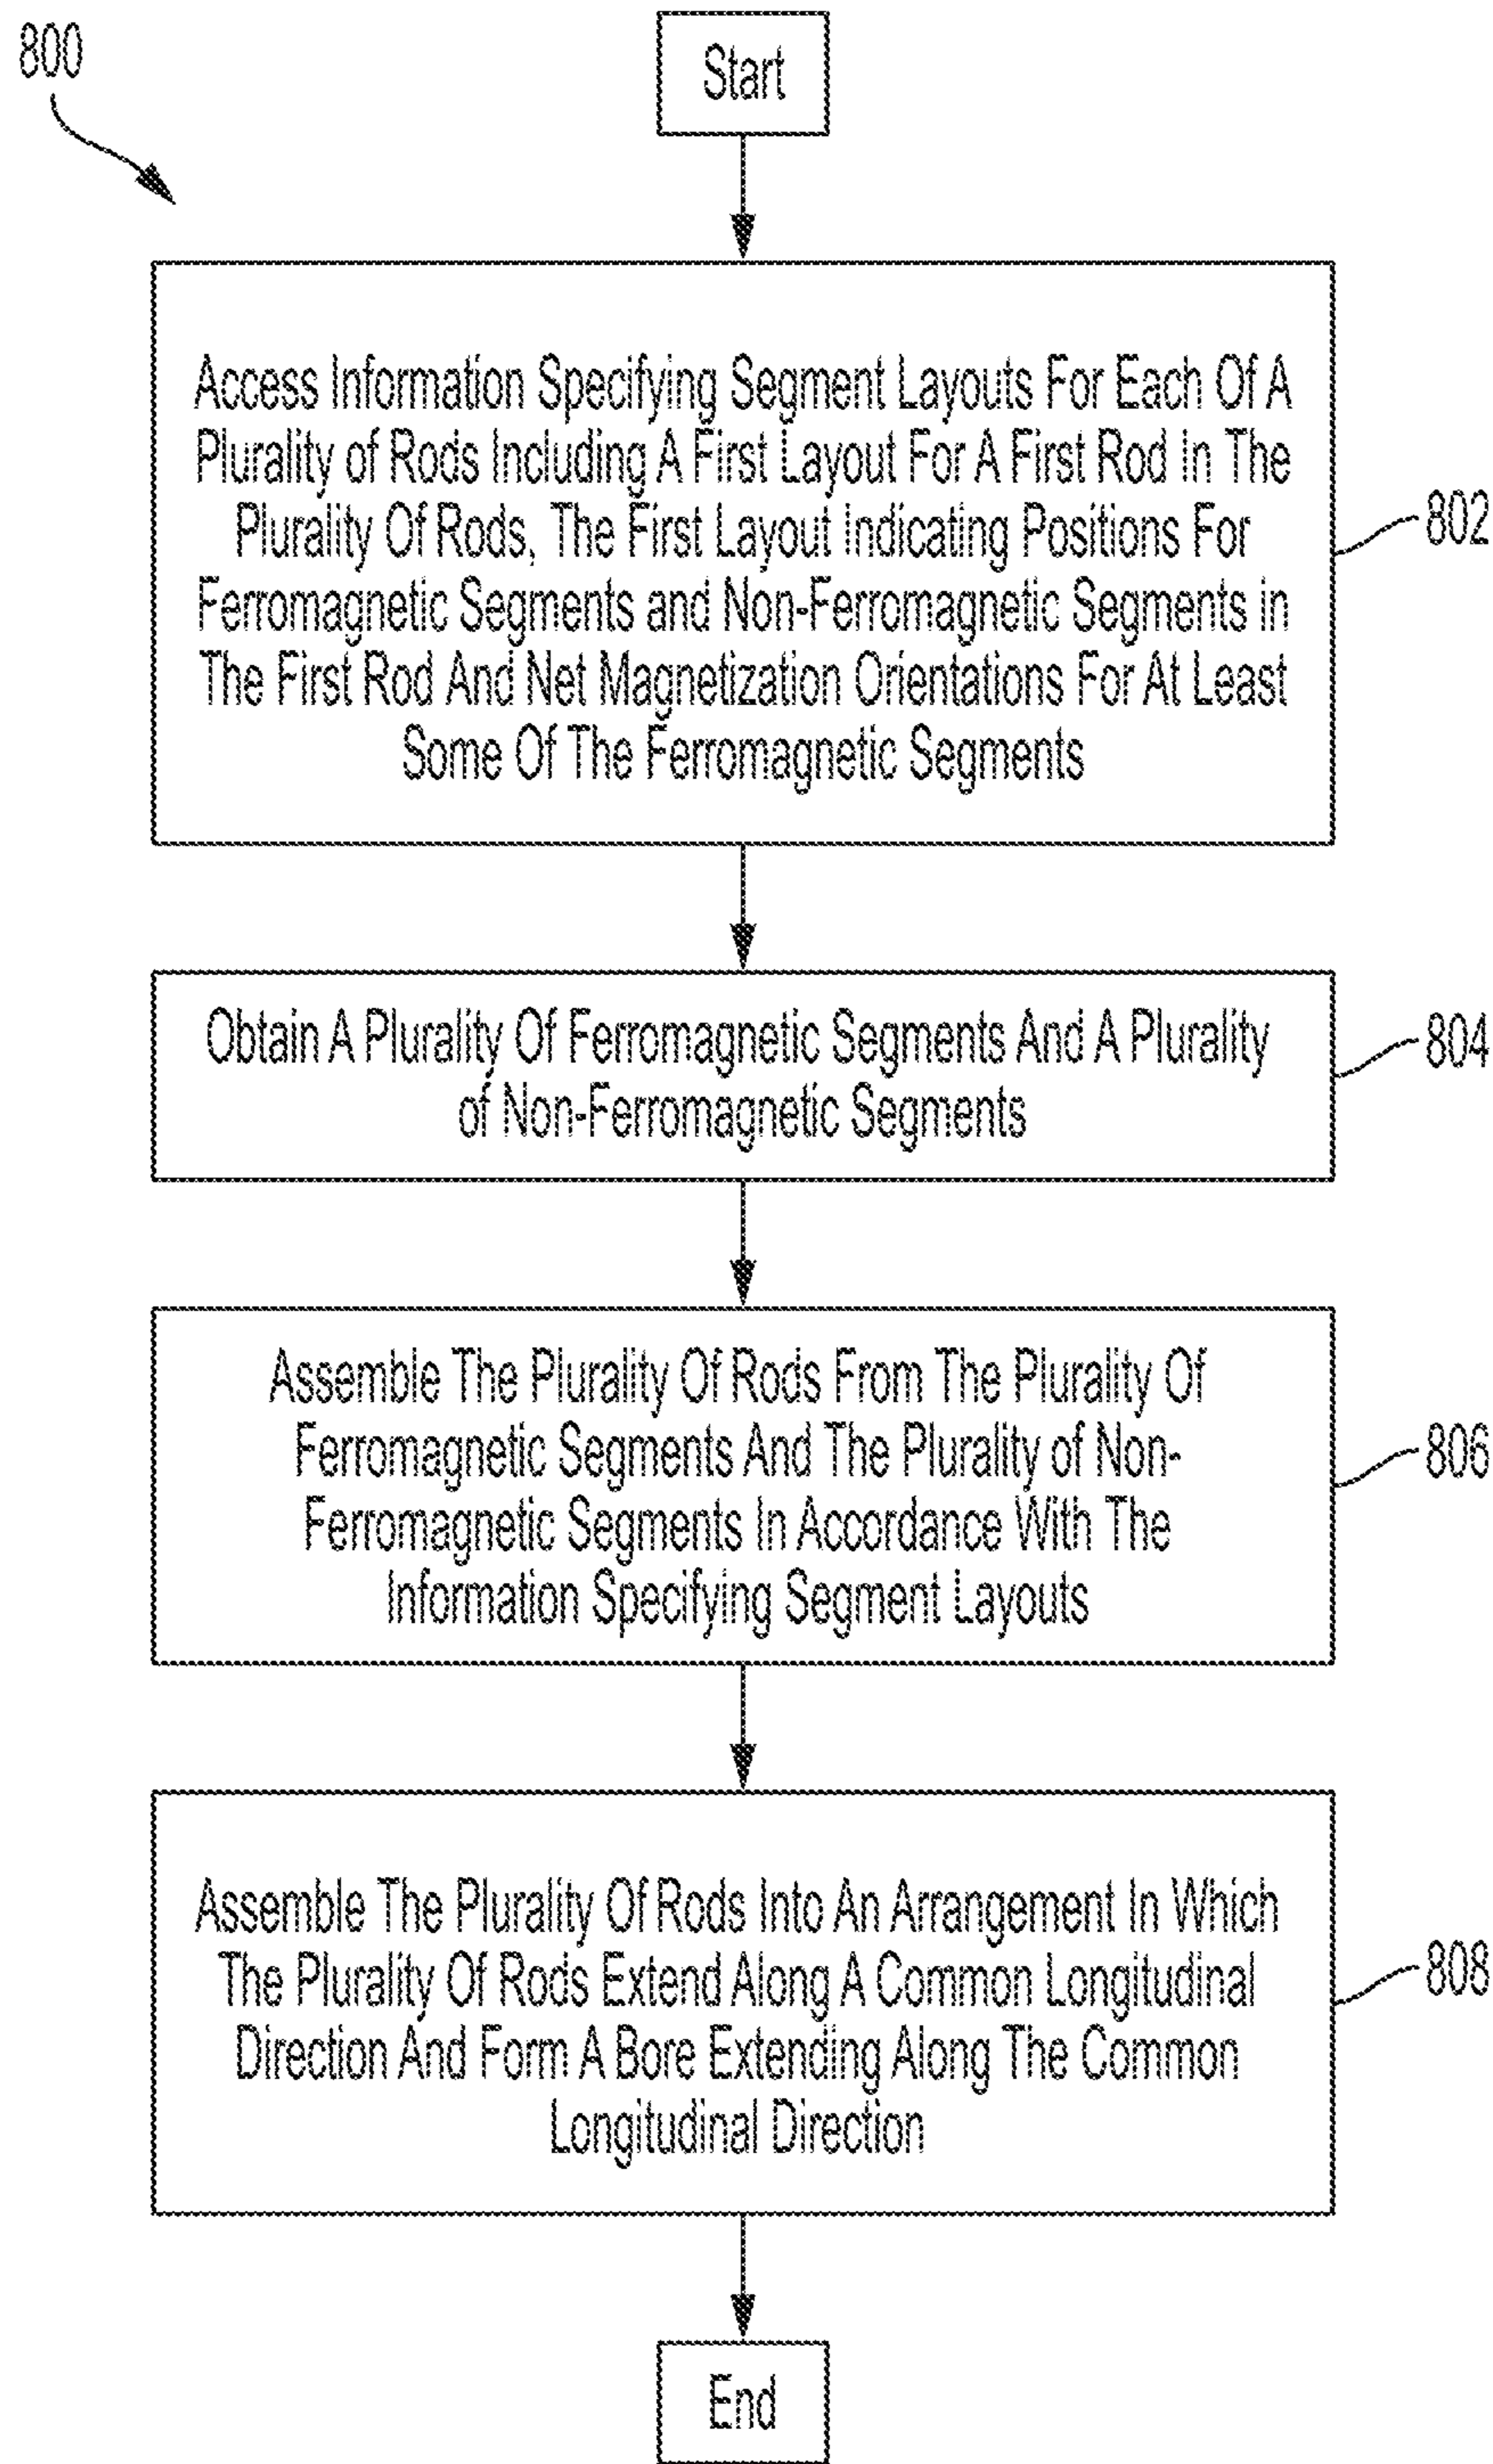 800
Start
Access Information Specifying Segment Layouts For Each Of A
Plurality of Rods Including A First Layout For A First Rod In The
Plurality Of Rods, The First Layout Indicating Positions For
Ferromagnetic Segments and Non-Ferromagnetic Segments in
The First Rod And Net Magnetization Orientations For At Least
Some Of The Ferromagnetic Segments
802
Obtain A Plurality Of Ferromagnetic Segments And A Plurality
of Non-Ferromagnetic Segments
804
Assemble The Plurality Of Rods From The Plurality Of
Ferromagnetic Segments And The Plurality of Non-
Ferromagnetic Segments In Accordance With The
Information Specifying Segment Layouts
806
Assemble The Plurality Of Rods Into An Arrangement In Which
The Plurality Of Rods Extend Along A Common Longitudinal
Direction And Form A Bore Extending Along The Common
Longitudinal Direction
808
End